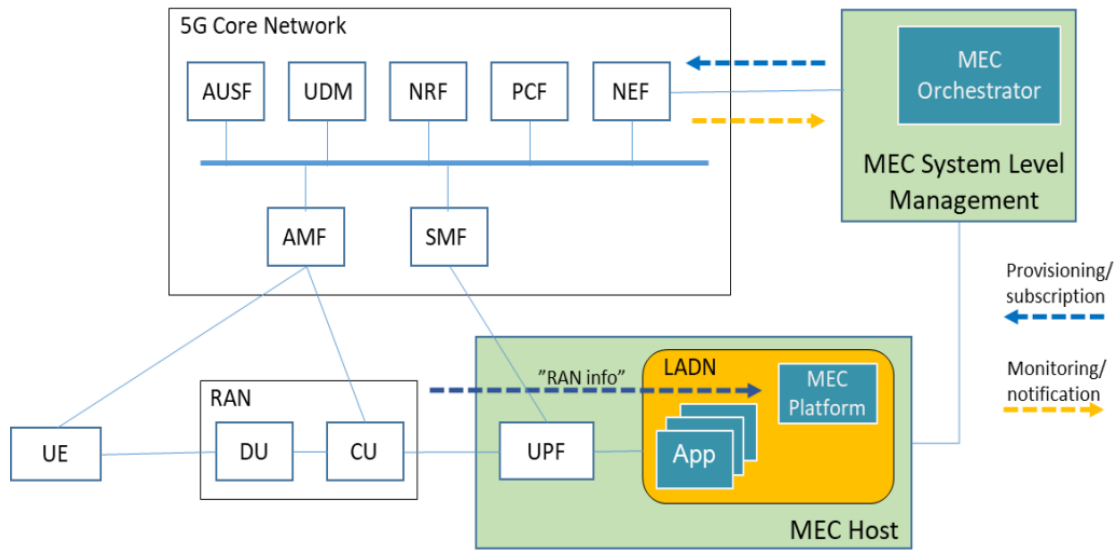 5G Core Network
AUSF
UDM
NRF
PCF
NEF
MEC
Orchestrator
MEC System Level
Management
AMF
SMF
Provisioning/
subscription
Monitoring/
notification
RAN
”RAN info”
LADN
MEC
Platform
UE
DU
CU
UPF
App
MEC Host